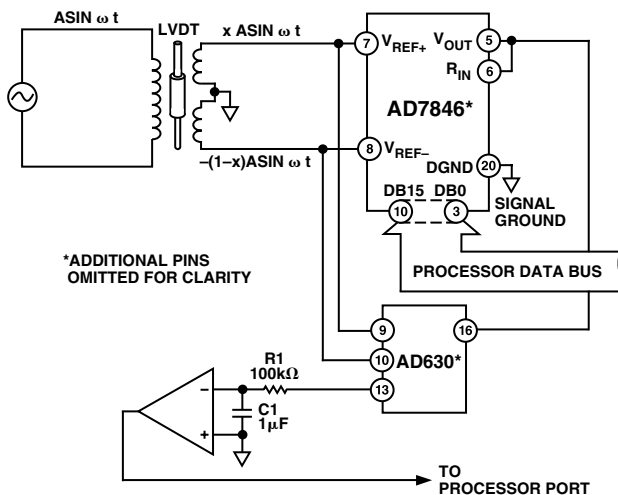 ASIN ω t
LVDT
x ASIN ω t
7
VREF+
VOUT
5
RIN
6
AD7846*
–(1–x)ASIN ω t
8
VREF–
DGND
20
DB15 DB0
10
3
SIGNAL
GROUND
*ADDITIONAL PINS
OMITTED FOR CLARITY
PROCESSOR DATA BUS
9
16
10
AD630*
13
R1
100kΩ
–
C1
1µF
+
TO
PROCESSOR PORT